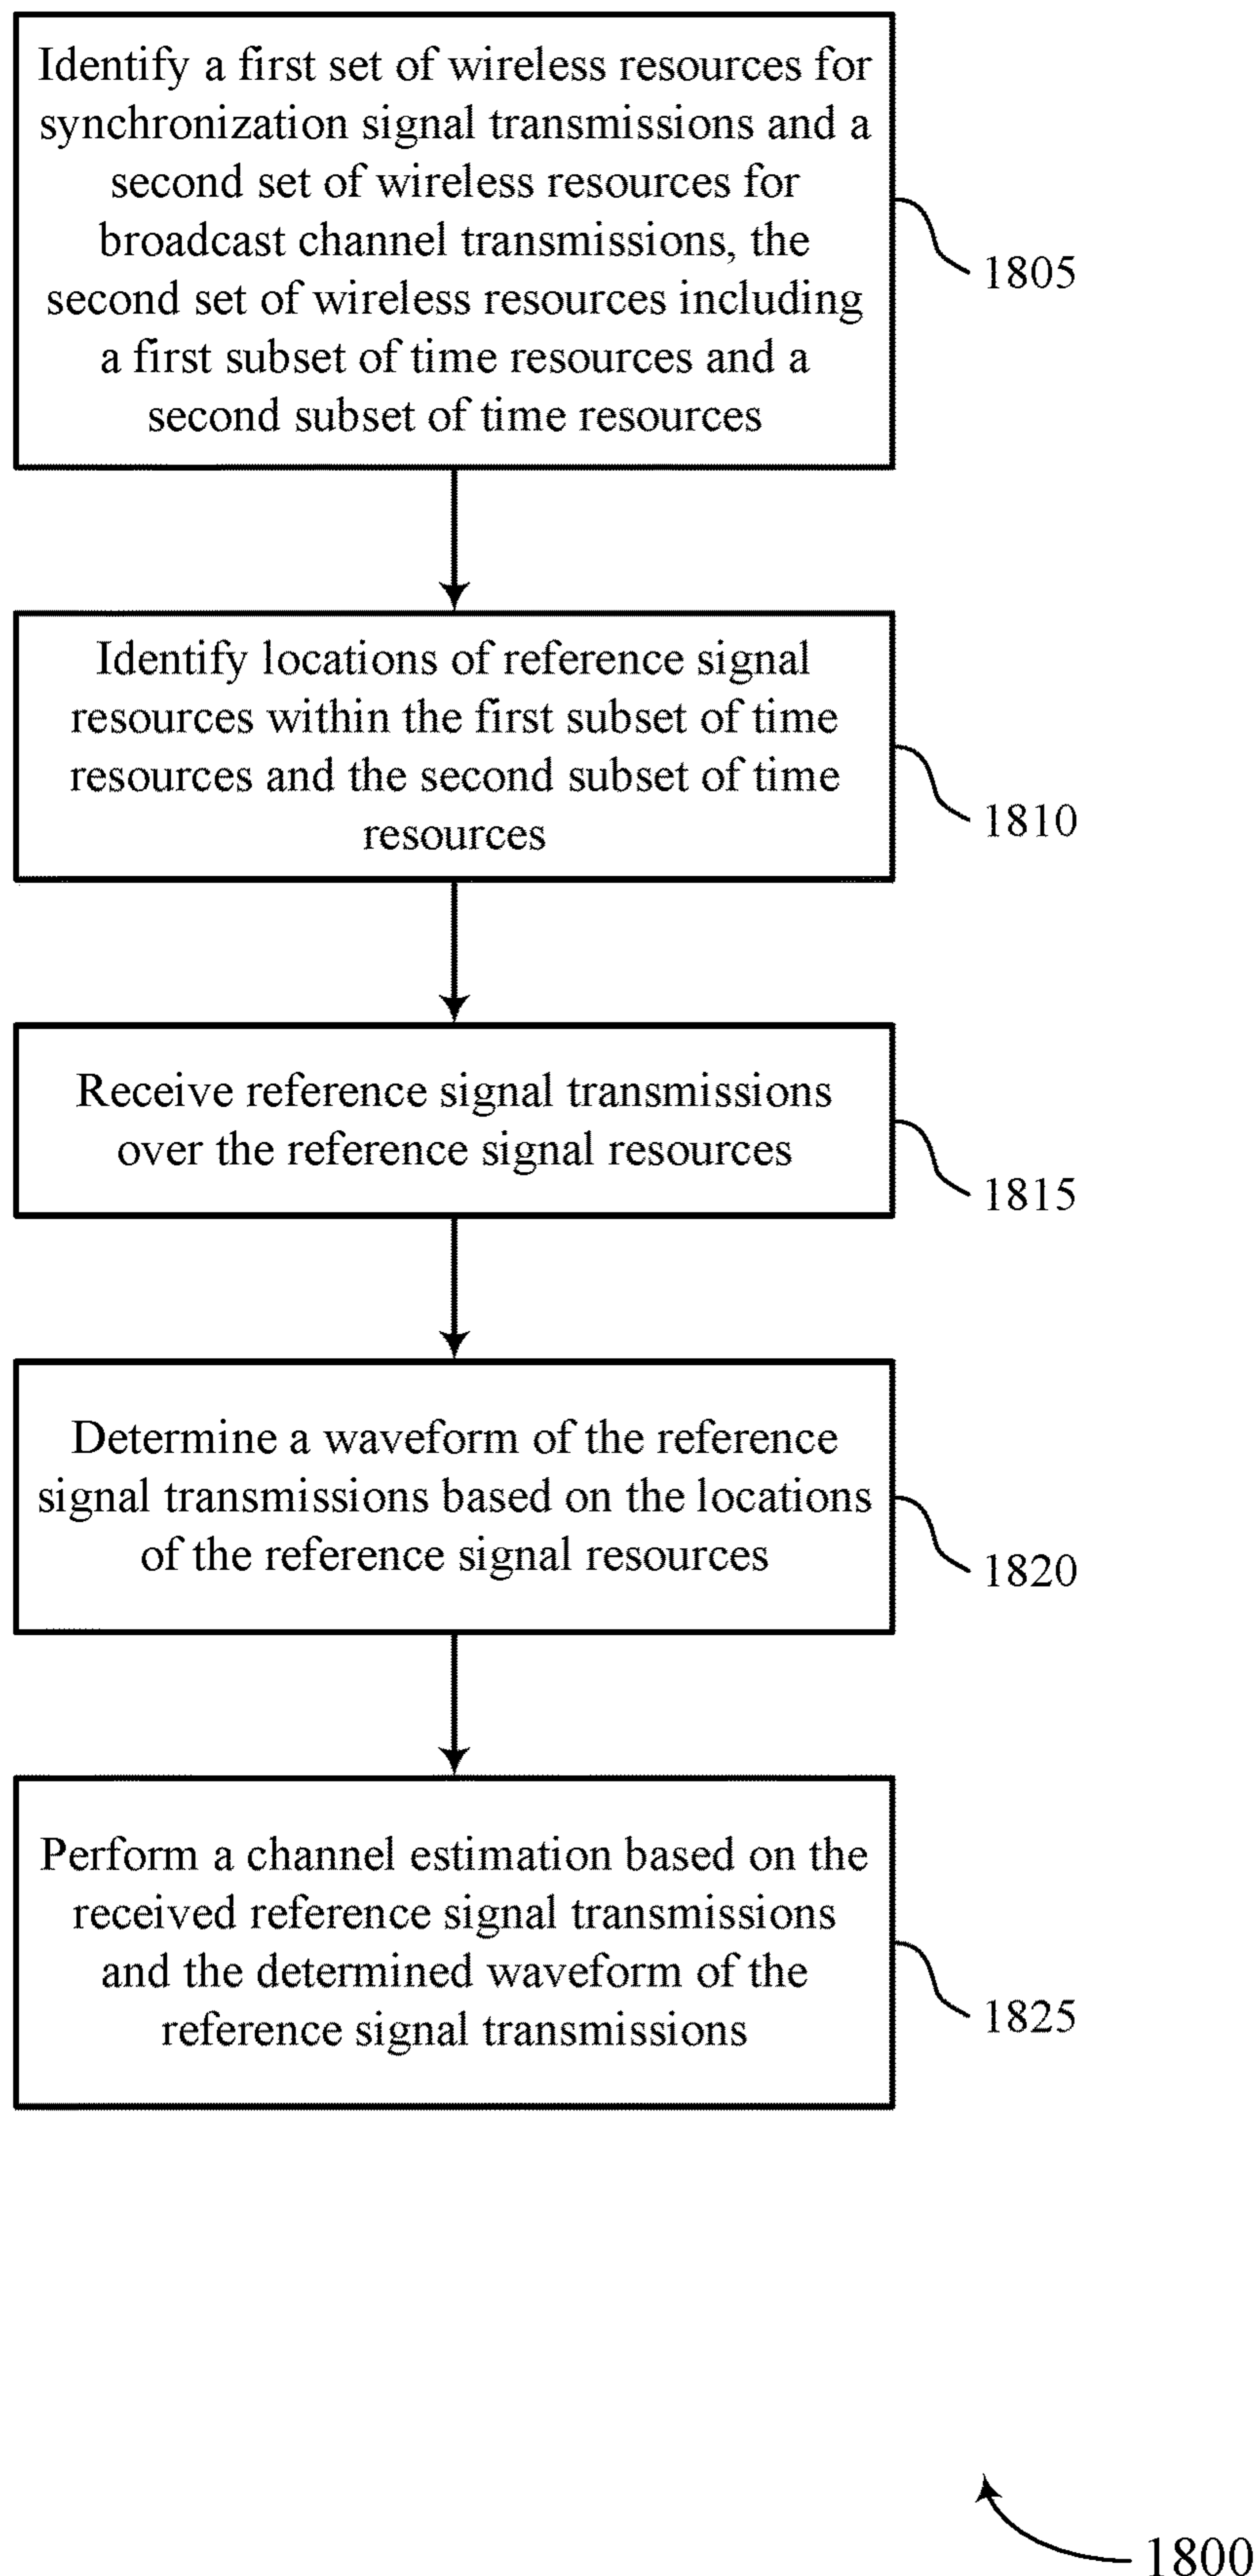 Identify a first set of wireless resources for
synchronization signal transmissions and a
second set of wireless resources for
broadcast channel transmissions, the
second set of wireless resources including
a first subset of time resources and a
second subset of time resources
1805
Identify locations of reference signal
resources within the first subset of time
resources and the second subset of time
resources
1810
Receive reference signal transmissions
over the reference signal resources
1815
Determine a waveform of the reference
signal transmissions based on the locations
of the reference signal resources
1820
Perform a channel estimation based on the
received reference signal transmissions
and the determined waveform of the
reference signal transmissions
1825
1800